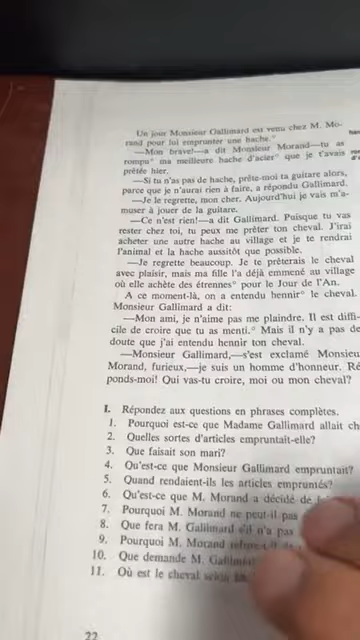 Un jour Monsieur Gallimard est venu chez M. Mo-
rand pour lui emprunter une hache.°
—Mon brave!—a dit Monsieur Morand—tu as
rompu° ma meilleure hache d'acier° que je t'avais
prêtée hier.
—Si tu n'as pas de hache, prête-moi ta guitare alors,
parce que je n'aurai rien à faire, a répondu Gallimard.
—Je le regrette, mon cher. Aujourd'hui je vais m'a-
muser à jouer de la guitare.
—Ce n'est rien!—a dit Gallimard. Puisque tu vas
rester chez toi, tu peux me prêter ton cheval. J'irai
acheter une autre hache au village et je te rendrai
l'animal et la hache aussitôt que possible.
—Je regrette beaucoup. Je te prêterais le cheval
avec plaisir, mais ma fille l'a déjà emmené au village
où elle achète des étrennes° pour le Jour de l'An.
A ce moment-là, on a entendu hennir° le cheval.
Monsieur Gallimard a dit:
—Mon ami, je n'aime pas me plaindre. Il est diffi-
cile de croire que tu as menti.° Mais il n'y a pas de
doute que j'ai entendu hennir ton cheval.
—Monsieur Gallimard,—s'est exclamé Monsieu
Morand, furieux,—je suis un homme d'honneur. Ré
ponds-moi! Qui vas-tu croire, moi ou mon cheval?
I. Répondez aux questions en phrases complètes.
1. Pourquoi est-ce que Madame Gallimard allait ch
2. Quelles sortes d'articles empruntait-elle?
3. Que faisait son mari?
4. Qu'est-ce que Monsieur Gallimard empruntait?
5. Quand rendaient-ils les articles empruntés?
6. Qu'est-ce que M. Morand a décidé de
7. Pourquoi M. Morand ne peut-il pas
8. Que fera M. Gallimard s'il n'a pas
9. Pourquoi M. Morand
10. Que demande M. Gallimard
11. Où est le cheval selon
22